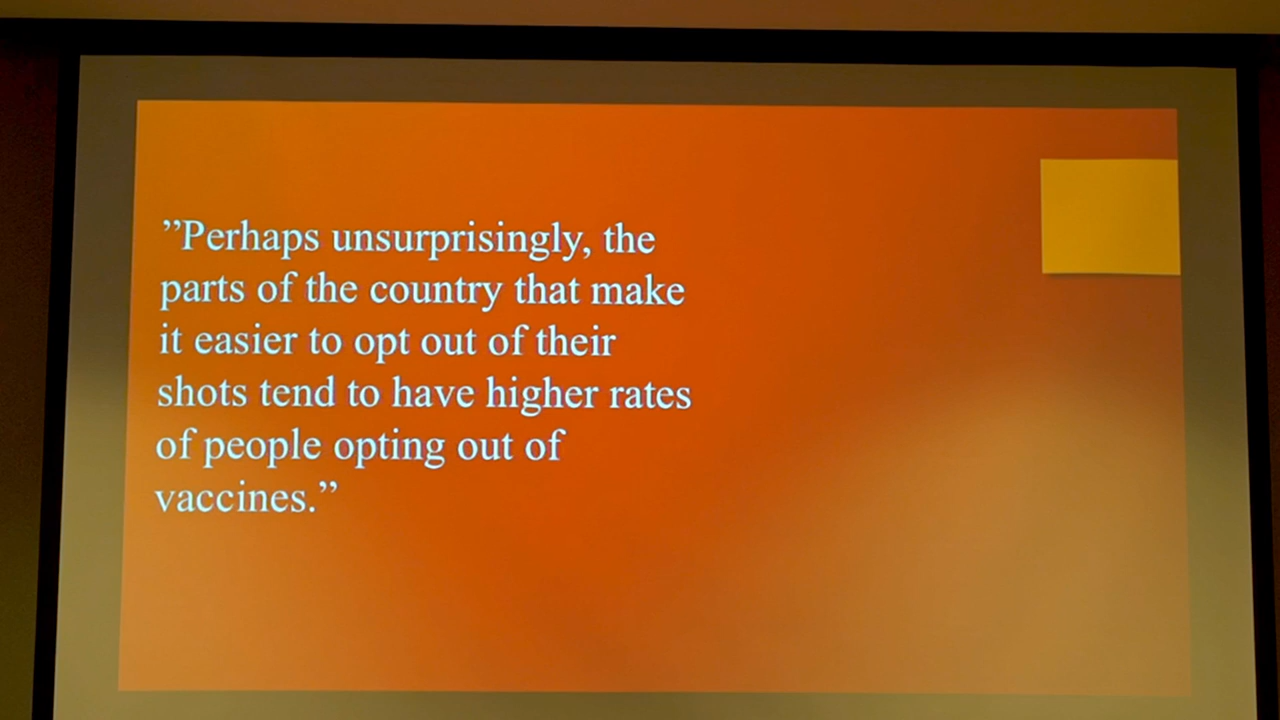 ”Perhaps unsurprisingly, the
parts of the country that make
it easier to opt out of their
shots tend to have higher rates
of people opting out of
vaccines.”